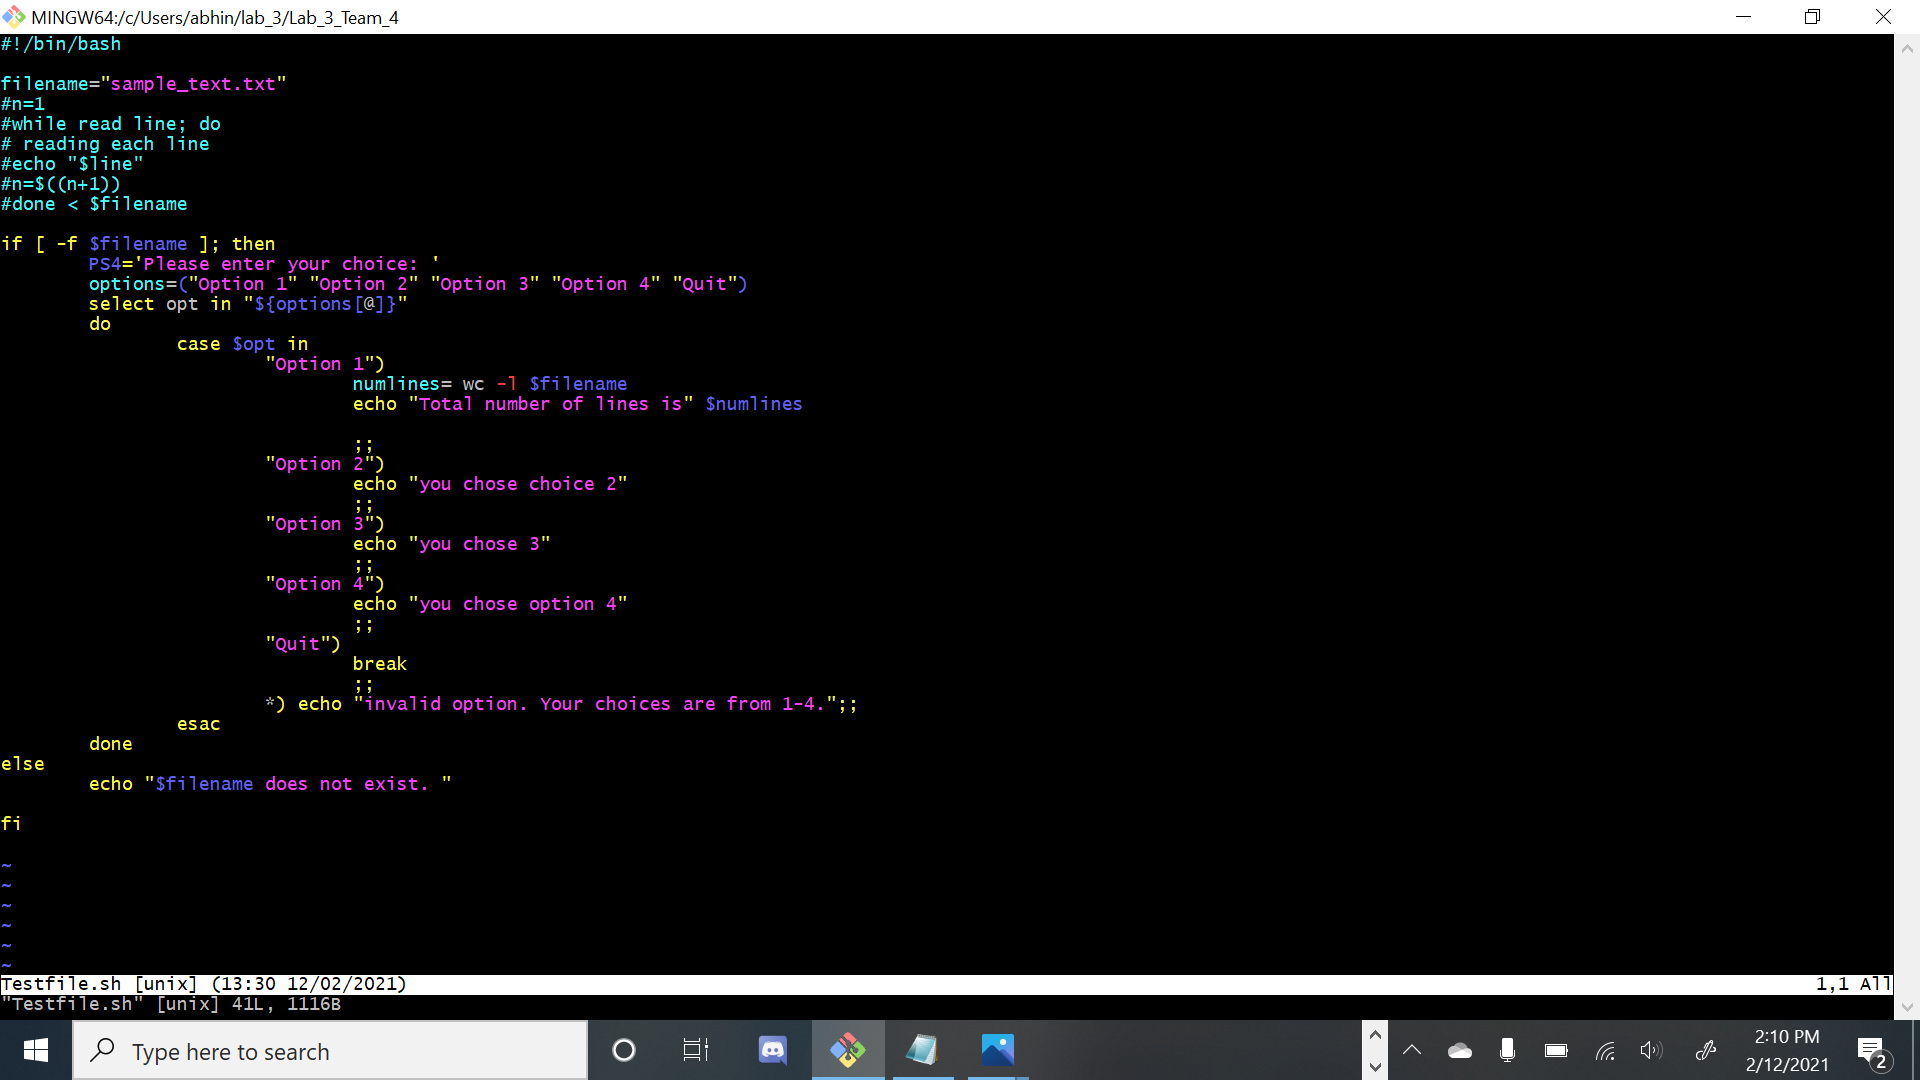 MINGW64:/c/Users/abhin/lab_3/Lab_3_Team_4
#!/bin/bash
filename="sample_text.txt"
#n=1
#while read line; do
# reading each line
#echo "$line"
#n=$((n+1))
#done < $filename
if [ -f $filename ]; then
PS4='Please enter your choice: '
options=("Option 1" "Option 2" "Option 3" "Option 4" "Quit")
select opt in "${options[@]}"
do
case $opt in
"Option 1")
numlines= wc -l $filename
echo "Total number of lines is" $numlines
;;
"Option 2")
echo "you chose choice 2"
;;
"Option 3")
echo "you chose 3"
;;
"Option 4")
echo "you chose option 4"
;;
"Quit")
break
;;
*) echo "invalid option. Your choices are from 1-4.";;
esac
done
else
echo "$filename does not exist. "
fi
~
~
~
~
~
~
Testfile.sh [unix] (13:30 12/02/2021) 1,1 All
"Testfile.sh" [unix] 41L, 1116B
Type here to search
2:10 PM
2/12/2021
2